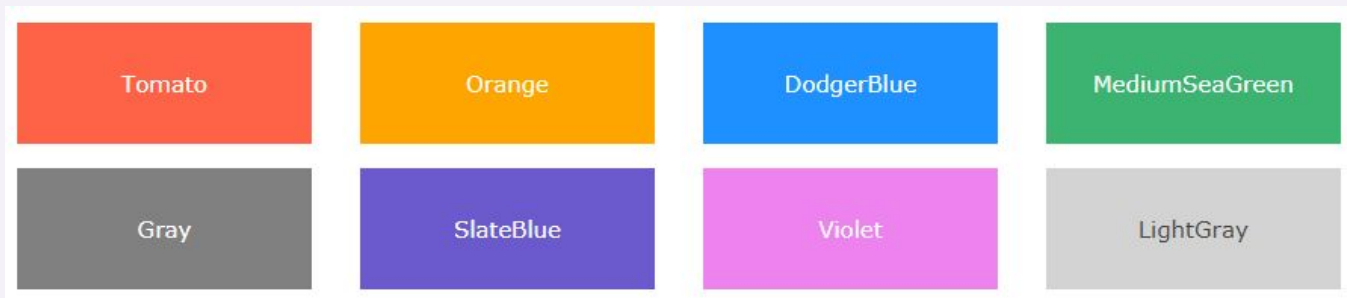 Tomato
Orange
DodgerBlue
MediumSeaGreen
Gray
SlateBlue
Violet
LightGray